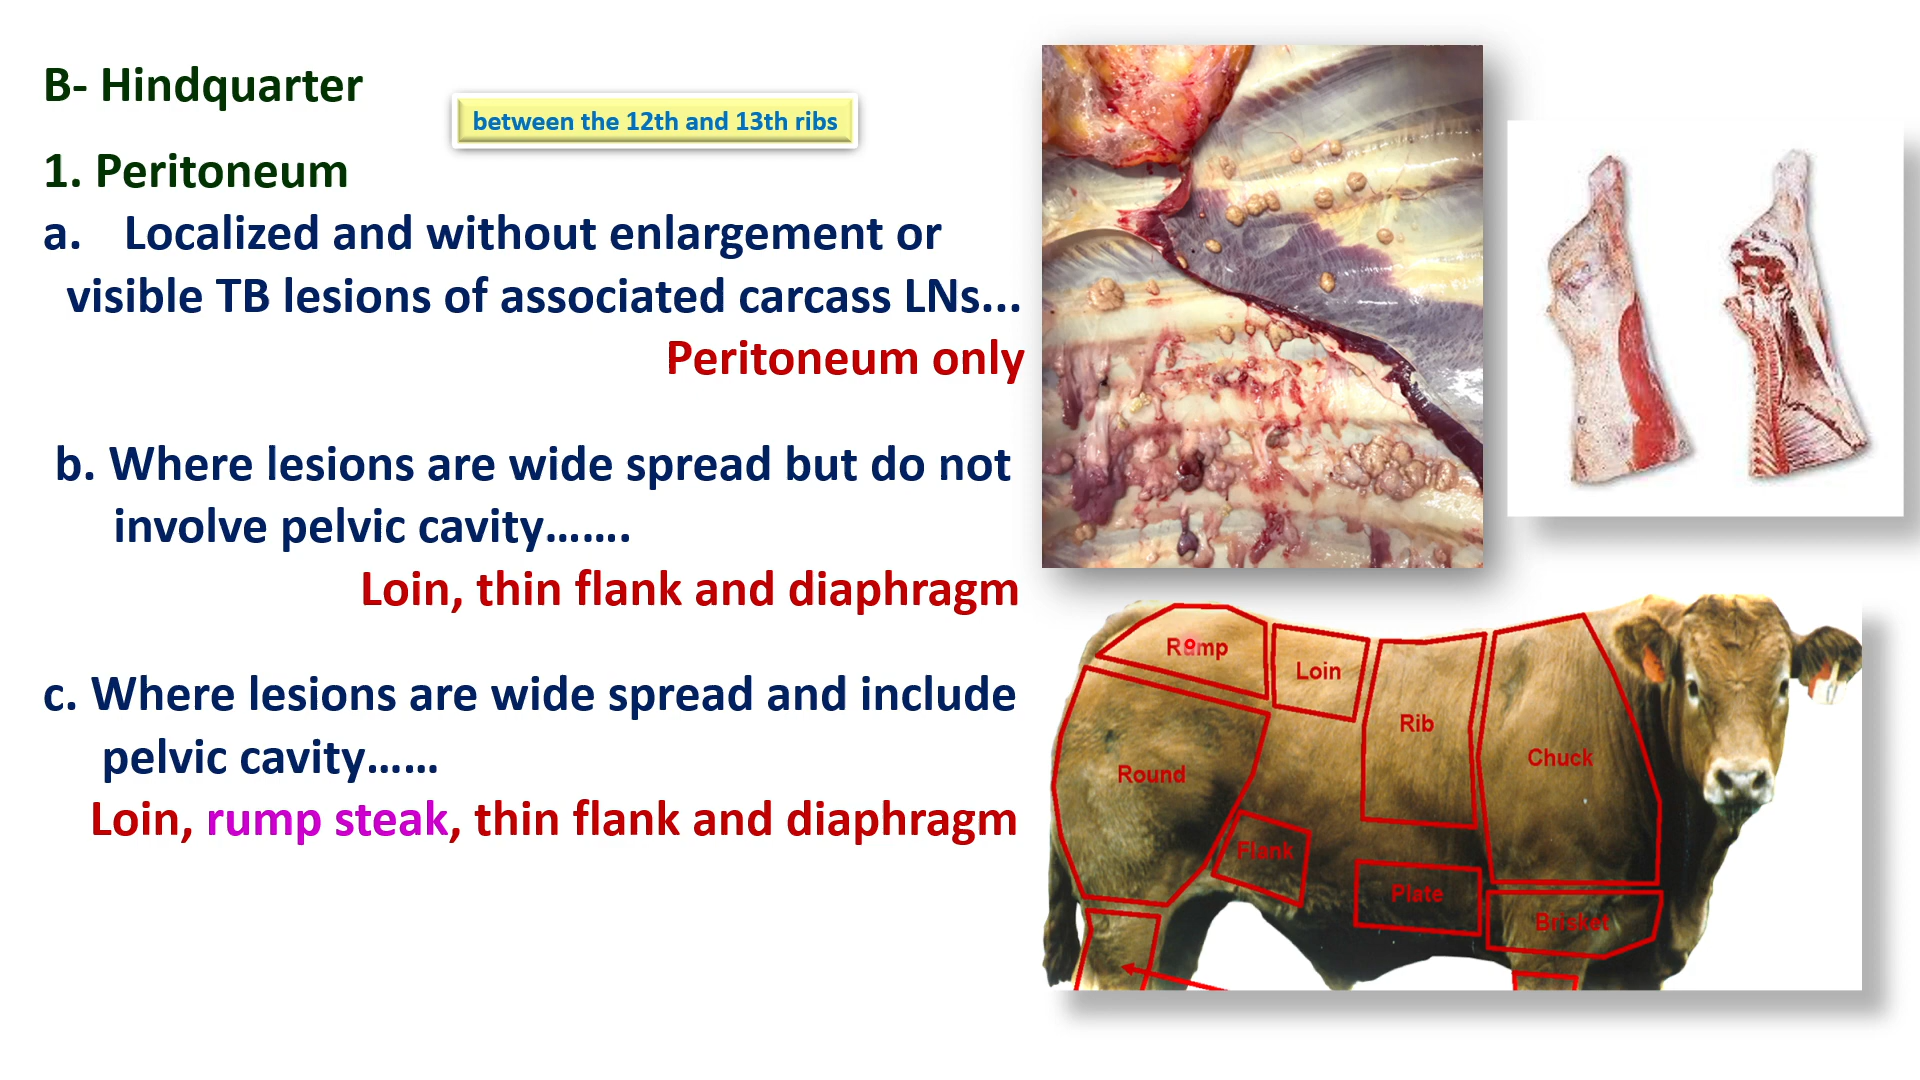 B- Hindquarter
between the 12th and 13th ribs
1. Peritoneum
a. Localized and without enlargement or
visible TB lesions of associated carcass LNs...
Peritoneum only
b. Where lesions are wide spread but do not
involve pelvic cavity…….
Loin, thin flank and diaphragm
c. Where lesions are wide spread and include
pelvic cavity……
Loin, rump steak, thin flank and diaphragm
Rump
Loin
Rib
Chuck
Round
Flank
Plate
Brisket